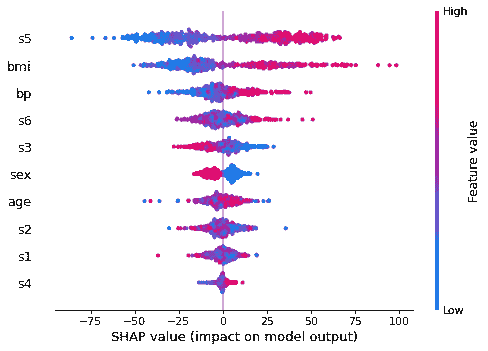 High
s5
bmi
bp
s6
s3
sex
age
s2
s1
s4
Feature value
Low
−75 −50 −25 0 25 50 75 100
SHAP value (impact on model output)